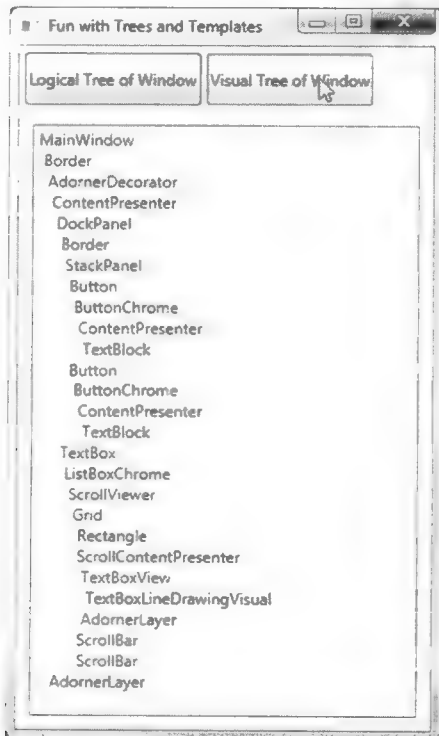 Fun with Trees and Templates
Logical Tree of Window Visual Tree of Window
MainWindow
Border
AdornerDecorator
ContentPresenter
DockPanel
Border
StackPanel
Button
ButtonChrome
ContentPresenter
TextBlock
Button
ButtonChrome
ContentPresenter
TextBlock
TextBox
ListBoxChrome
ScrollViewer
Grid
Rectangle
ScrollContentPresenter
TextBoxView
TextBoxLineDrawingVisual
AdornerLayer
ScrollBar
ScrollBar
AdornerLayer